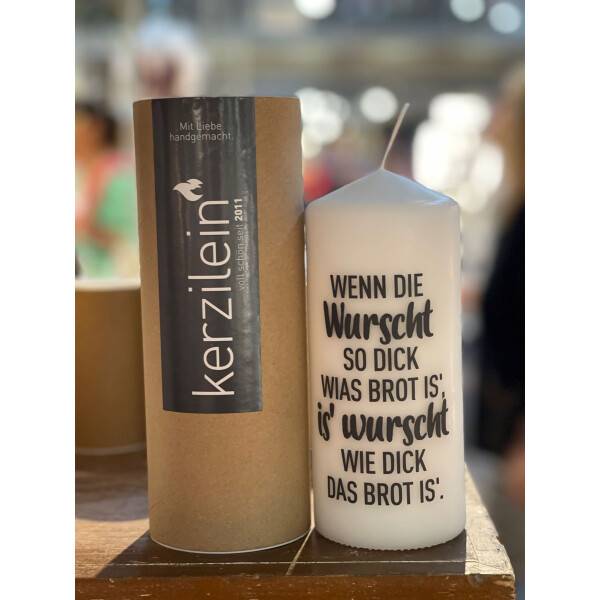 Mit Liebe
handgemacht.
kerzilein
voll schön seit 2011
WENN DIE
Wurscht
SO DICK
WIAS BROT IS',
is' wurscht
WIE DICK
DAS BROT IS'.